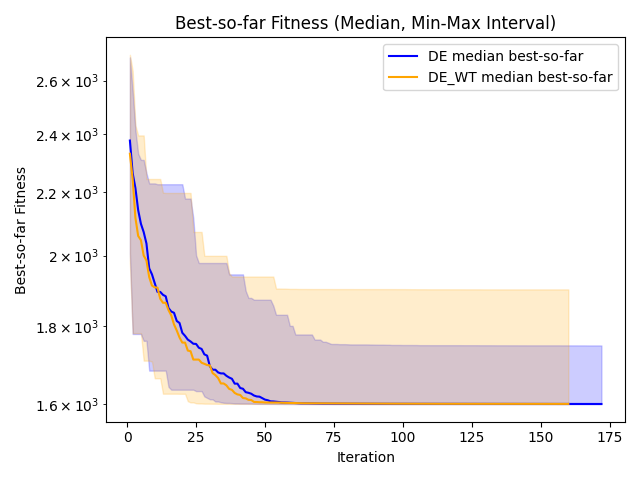 Best-so-far Fitness (Median, Min-Max Interval)
DE median best-so-far
DE_WT median best-so-far
Best-so-far Fitness
2.6 × 10³
2.4 × 10³
2.2 × 10³
2 × 10³
1.8 × 10³
1.6 × 10³
0 25 50 75 100 125 150 175
Iteration